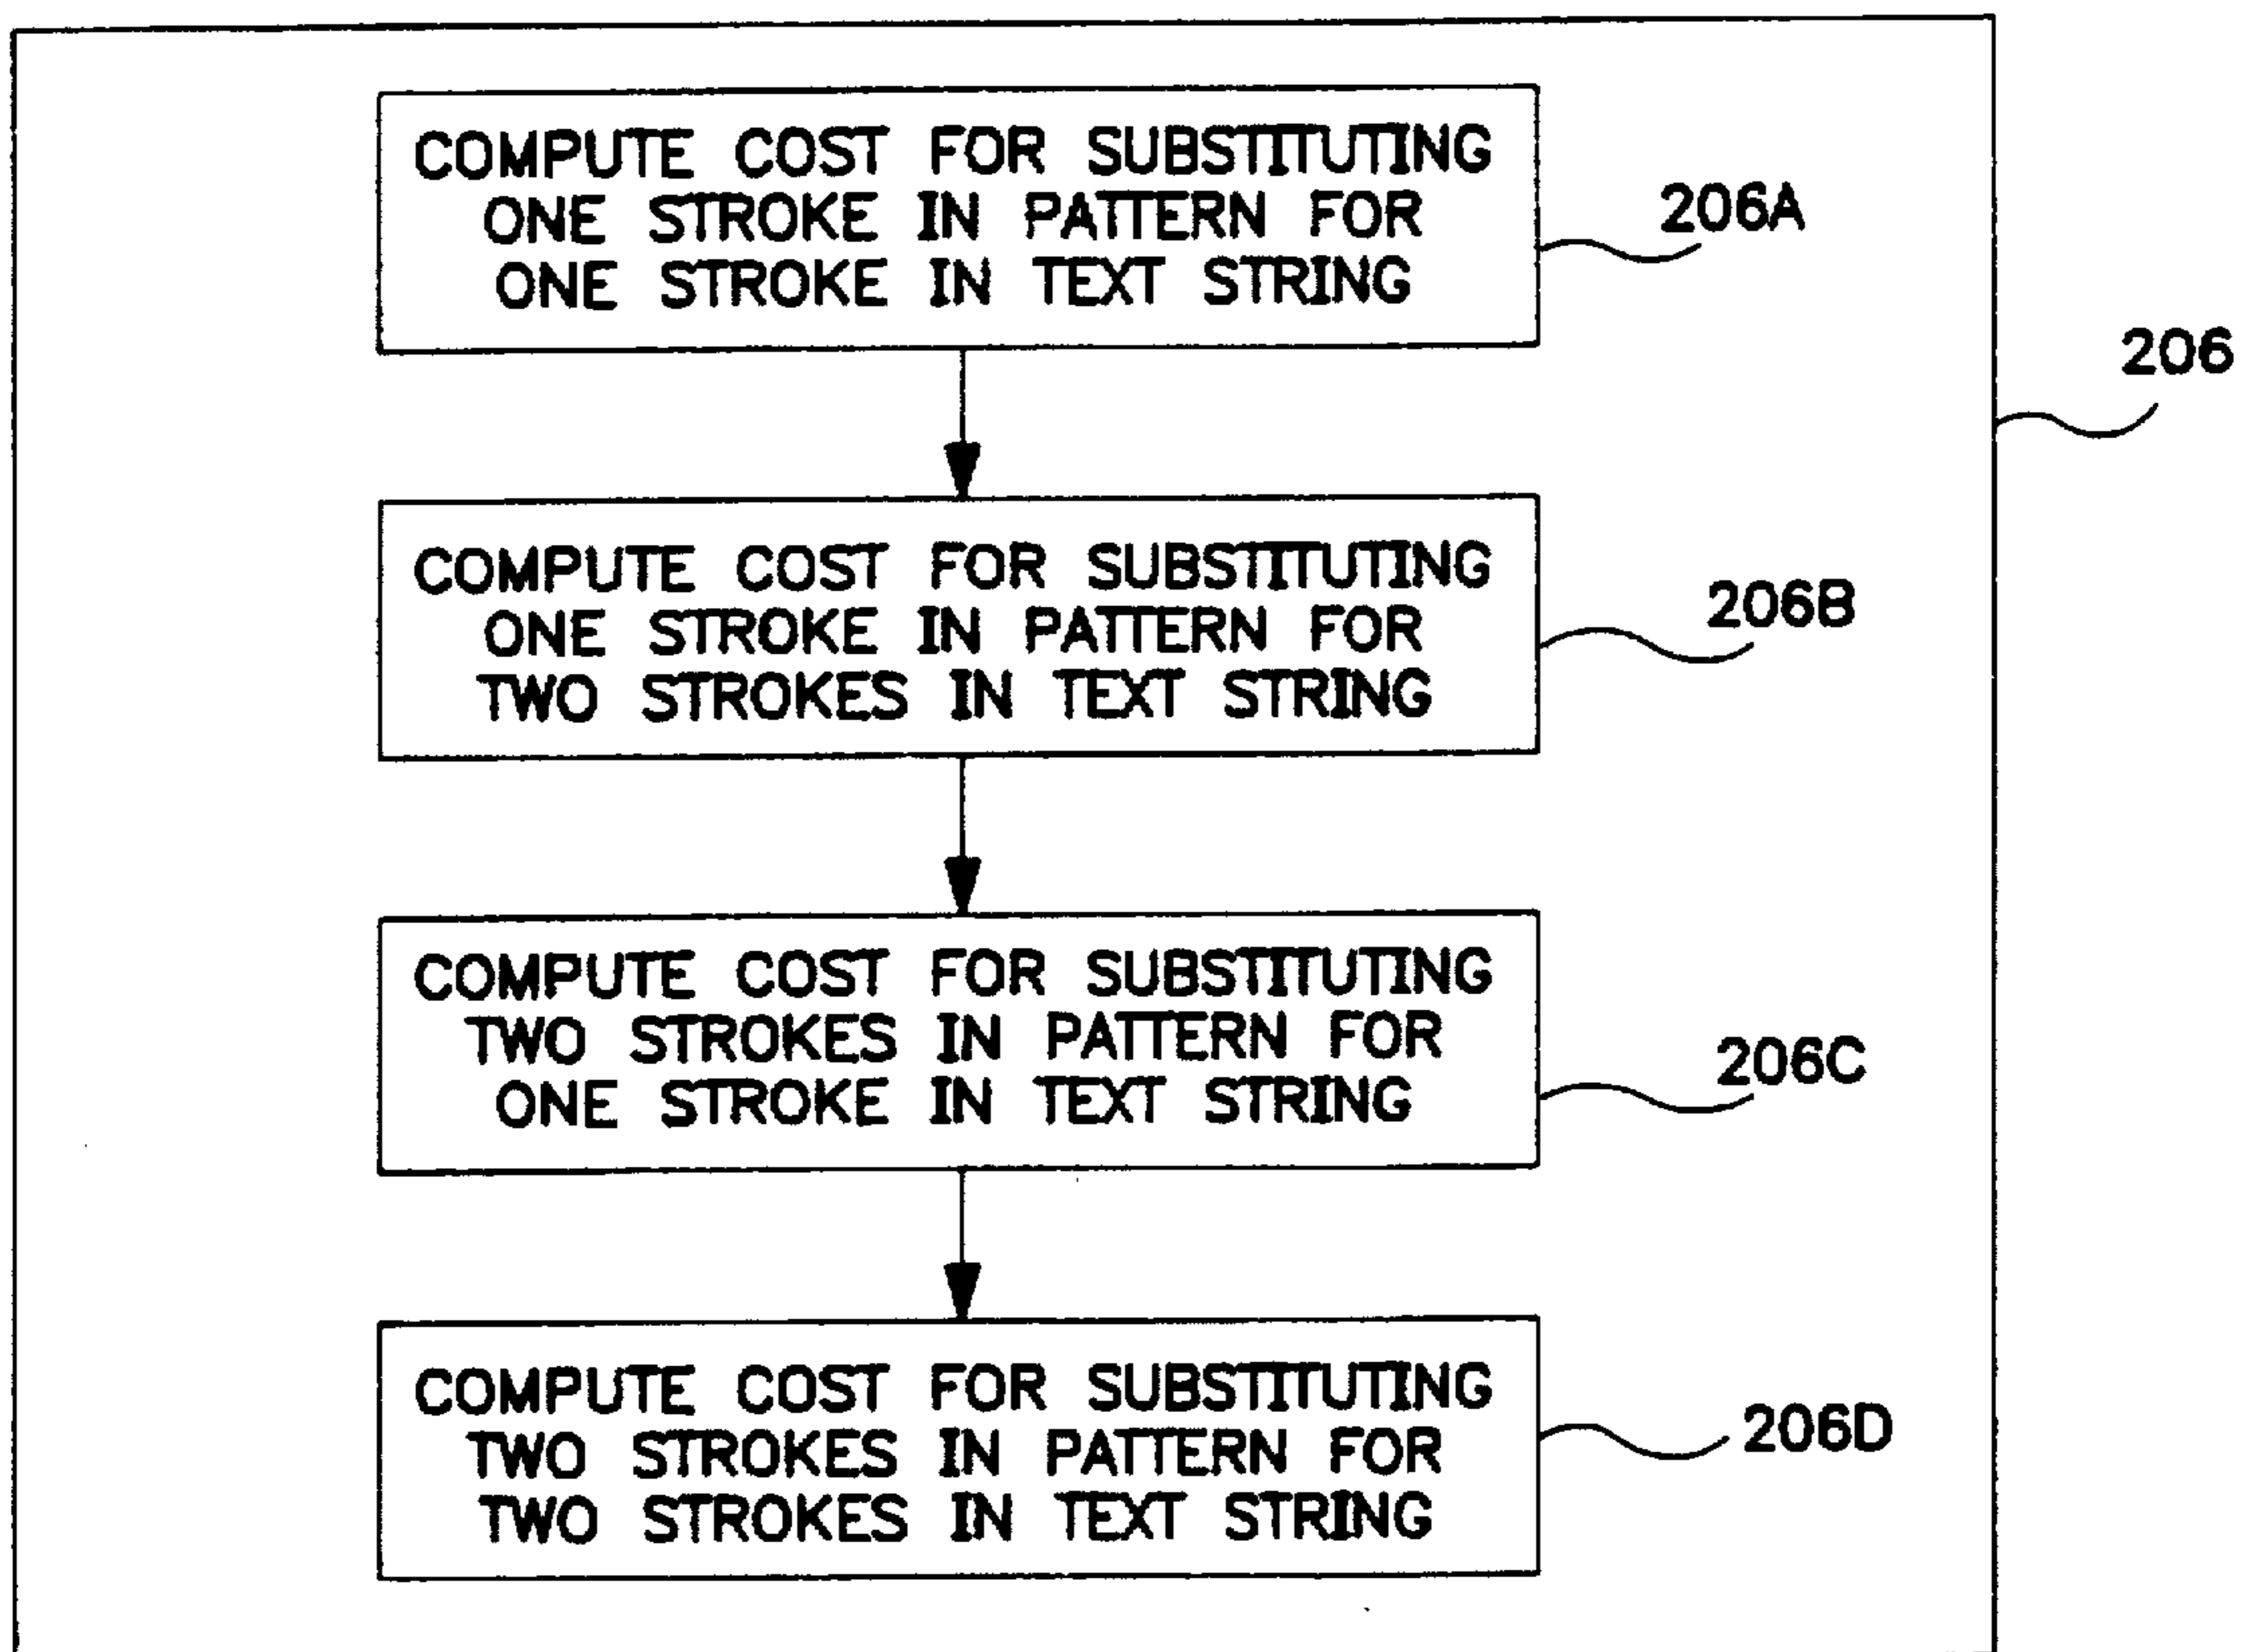 COMPUTE COST FOR SUBSTITUTING
ONE STROKE IN PATTERN FOR
ONE STROKE IN TEXT STRING
206A
206
COMPUTE COST FOR SUBSTITUTING
ONE STROKE IN PATTERN FOR
TWO STROKES IN TEXT STRING
206B
COMPUTE COST FOR SUBSTITUTING
TWO STROKES IN PATTERN FOR
ONE STROKE IN TEXT STRING
206C
COMPUTE COST FOR SUBSTITUTING
TWO STROKES IN PATTERN FOR
TWO STROKES IN TEXT STRING
206D